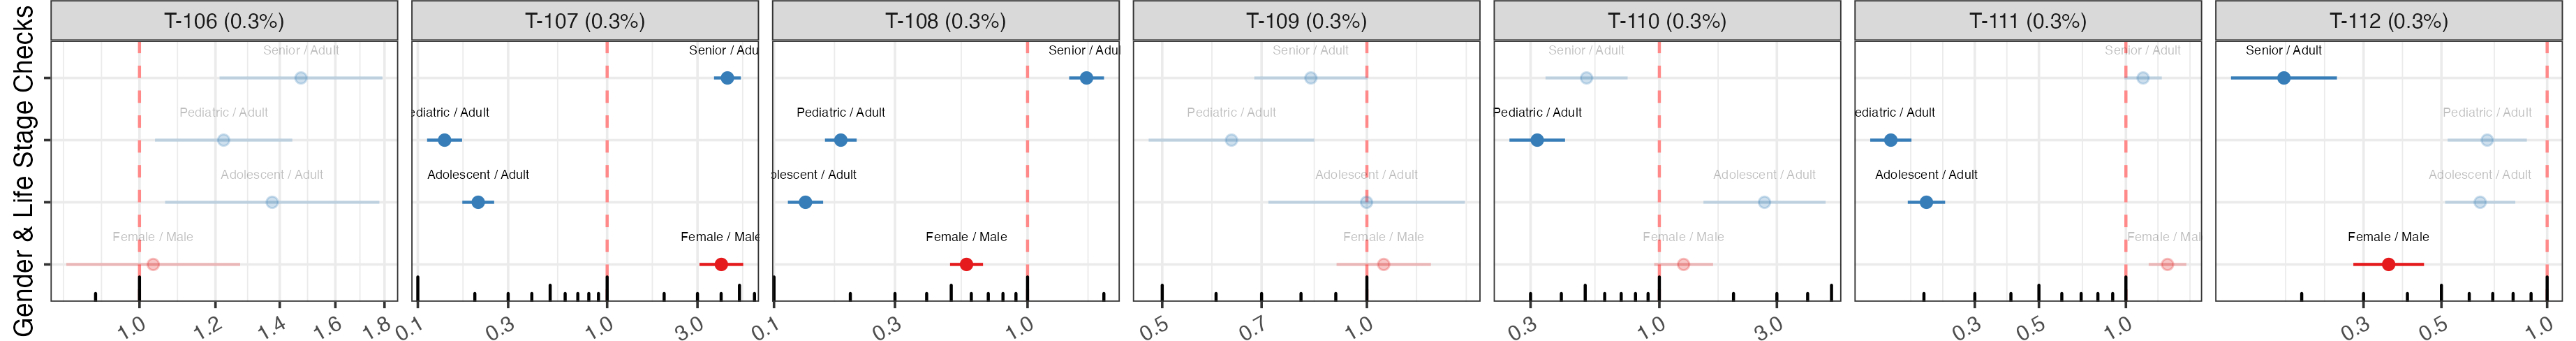 Gender & Life Stage Checks
T-106 (0.3%)
Senior / Adult
Pediatric / Adult
Adolescent / Adult
Female / Male
1.0 1.2 1.4 1.6 1.8
T-107 (0.3%)
Senior / Adu
ediatric / Adult
Adolescent / Adult
Female / Male
0.1 0.3 1.0 3.0
T-108 (0.3%)
Senior / Adul
Pediatric / Adult
olescent / Adult
Female / Male
0.1 0.3 1.0
T-109 (0.3%)
Senior / Adult
Pediatric / Adult
Adolescent / Adult
Female / Male
0.5 0.7 1.0
T-110 (0.3%)
Senior / Adult
Pediatric / Adult
Adolescent / Adult
Female / Male
0.3 1.0 3.0
T-111 (0.3%)
Senior / Adult
ediatric / Adult
Adolescent / Adult
Female / Mal
0.3 0.5 1.0
T-112 (0.3%)
Senior / Adult
Pediatric / Adult
Adolescent / Adult
Female / Male
0.3 0.5 1.0